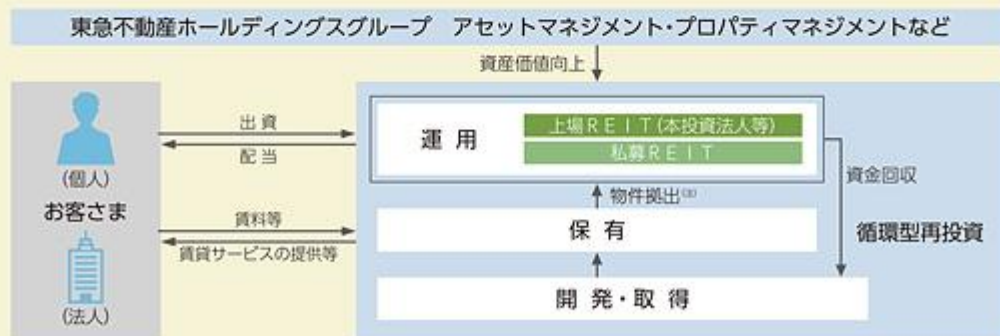 東急不動産ホールディングスグループ アセットマネジメント・プロパティマネジメントなど
資産価値向上
出資
配当
(個人)
お客さま
(法人)
賃料等
賃貸サービスの提供等
運用
上場REIT(本投資法人等)
私募REIT
物件拠出(注)
保有
開発・取得
資金回収
循環型再投資